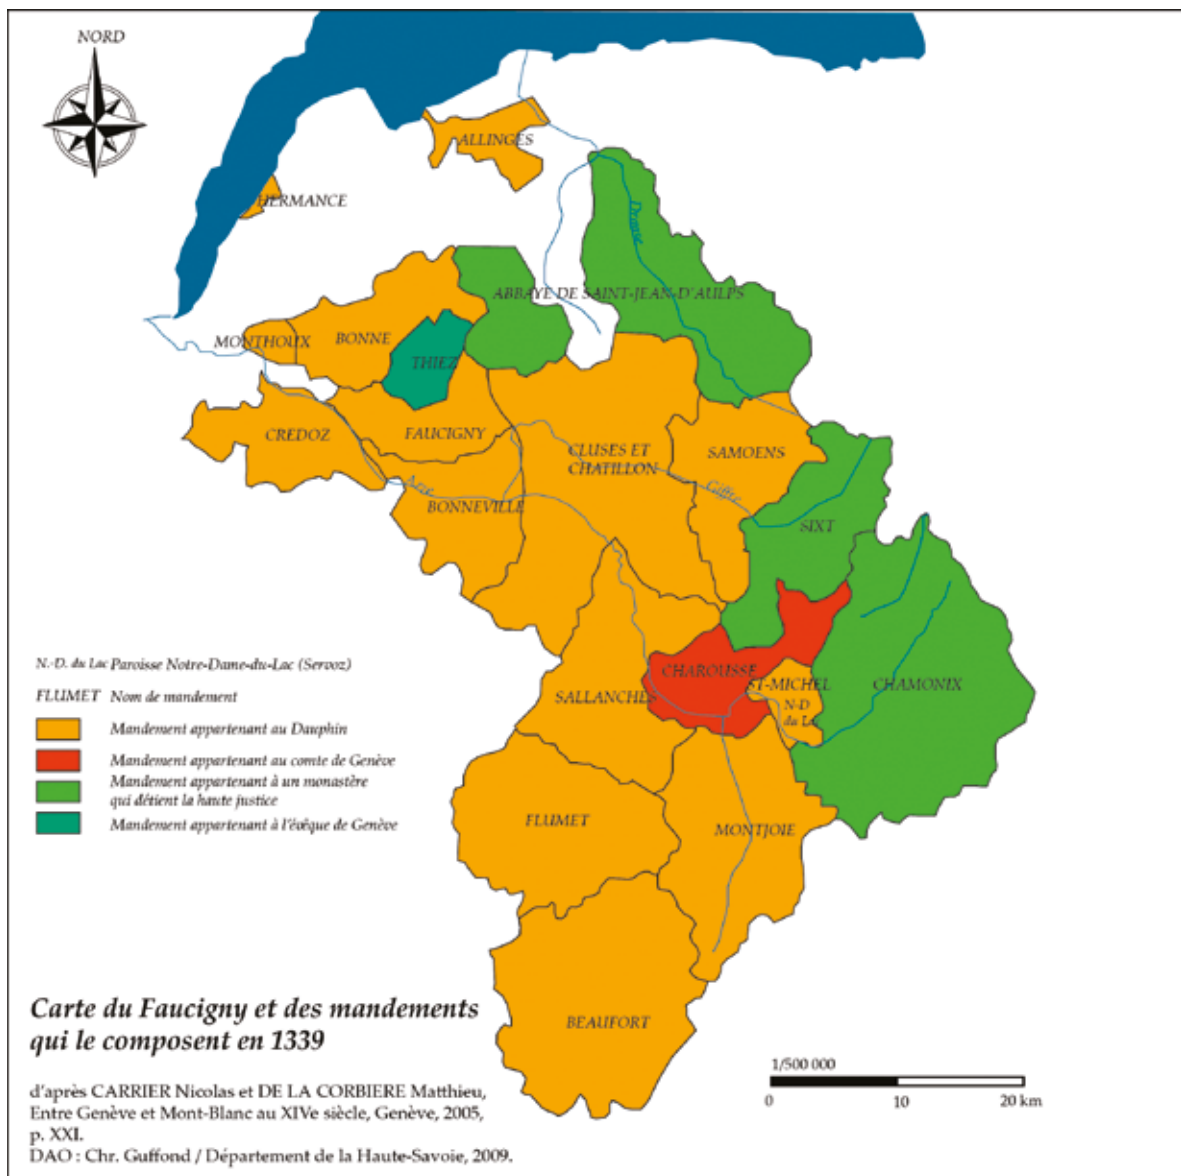 NORD
ALLINGES
HERMANCE
Dranse
ABBAYE DE SAINT-JEAN-D'AULPS
MONTHOUX
BONNE
THIEZ
CREDOZ
FAUCIGNY
CLUSES ET
CHATILLON
SAMOENS
Arve
Giffre
BONNEVILLE
SIXT
CHAROUSSE
ST-MICHEL
CHAMONIX
SALLANCHES
N-D
du Lac
FLUMET
MONTJOIE
BEAUFORT
N.-D. du Lac Paroisse Notre-Dame-du-Lac (Servoz)
FLUMET Nom de mandement
Mandement appartenant au Dauphin
Mandement appartenant au comte de Genève
Mandement appartenant à un monastère
qui détient la haute justice
Mandement appartenant à l'évêque de Genève
Carte du Faucigny et des mandements
qui le composent en 1339
d'après CARRIER Nicolas et DE LA CORBIERE Matthieu,
Entre Genève et Mont-Blanc au XIVe siècle, Genève, 2005,
p. XXI.
DAO : Chr. Guffond / Département de la Haute-Savoie, 2009.
1/500 000
0 10 20 km